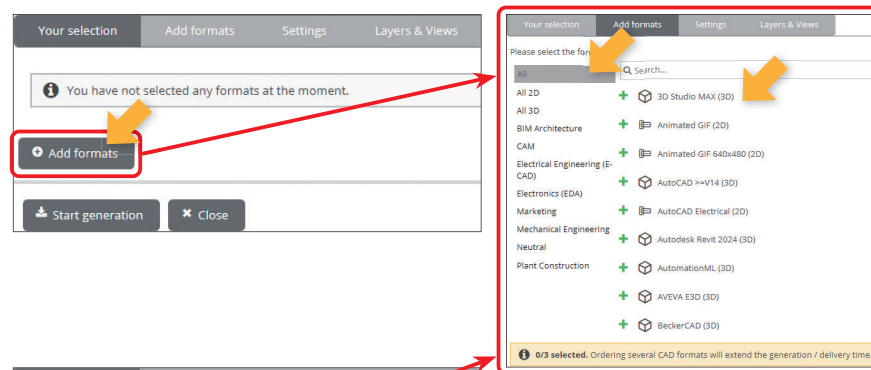 Your selection Add formats Settings Layers & Views
You have not selected any formats at the moment.
Add formats
Start generation Close
Your selection Add formats Settings Layers & Views
Please select the for
All
All 2D
All 3D
BIM Architecture
CAM
Electrical Engineering (E-
CAD)
Electronics (EDA)
Marketing
Mechanical Engineering
Neutral
Plant Construction
Search...
3D Studio MAX (3D)
Animated GIF (2D)
Animated GIF 640x480 (2D)
AutoCAD >=V14 (3D)
AutoCAD Electrical (2D)
Autodesk Revit 2024 (3D)
AutomationML (3D)
AVEVA E3D (3D)
BeckerCAD (3D)
0/3 selected. Ordering several CAD formats will extend the generation / delivery time.